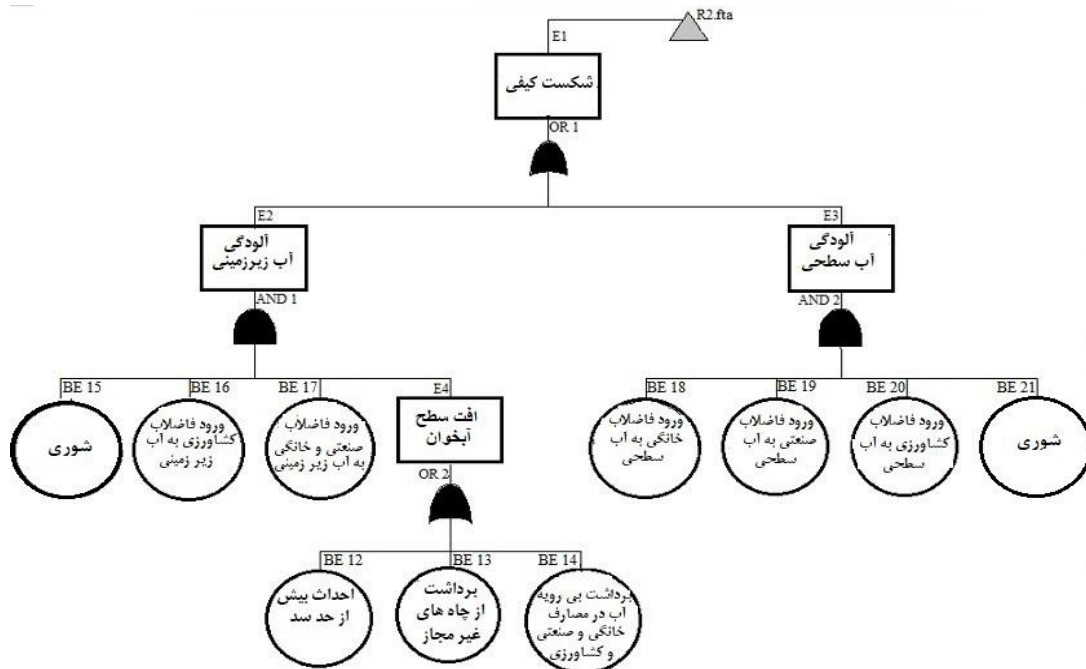 R2.fta
E1
شکست کیفی
OR 1
E2
آلودگی
آب زیرزمینی
AND 1
E3
آلودگی
آب سطحی
AND 2
BE 15
شوری
BE 16
ورود فاضلاب
کشاورزی به آب
زیر زمینی
BE 17
ورود فاضلاب
صنعتی و خانگی
به آب زیر زمینی
E4
افت سطح
آبخوان
OR 2
BE 18
ورود فاضلاب
خانگی به آب
سطحی
BE 19
ورود فاضلاب
صنعتی به آب
سطحی
BE 20
ورود فاضلاب
کشاورزی به آب
سطحی
BE 21
شوری
BE 12
احداث بیش
از حد سد
BE 13
برداشت
از چاه های
غیر مجاز
BE 14
برداشت بی رویه
آب در مصارف
خانگی و صنعتی
و کشاورزی